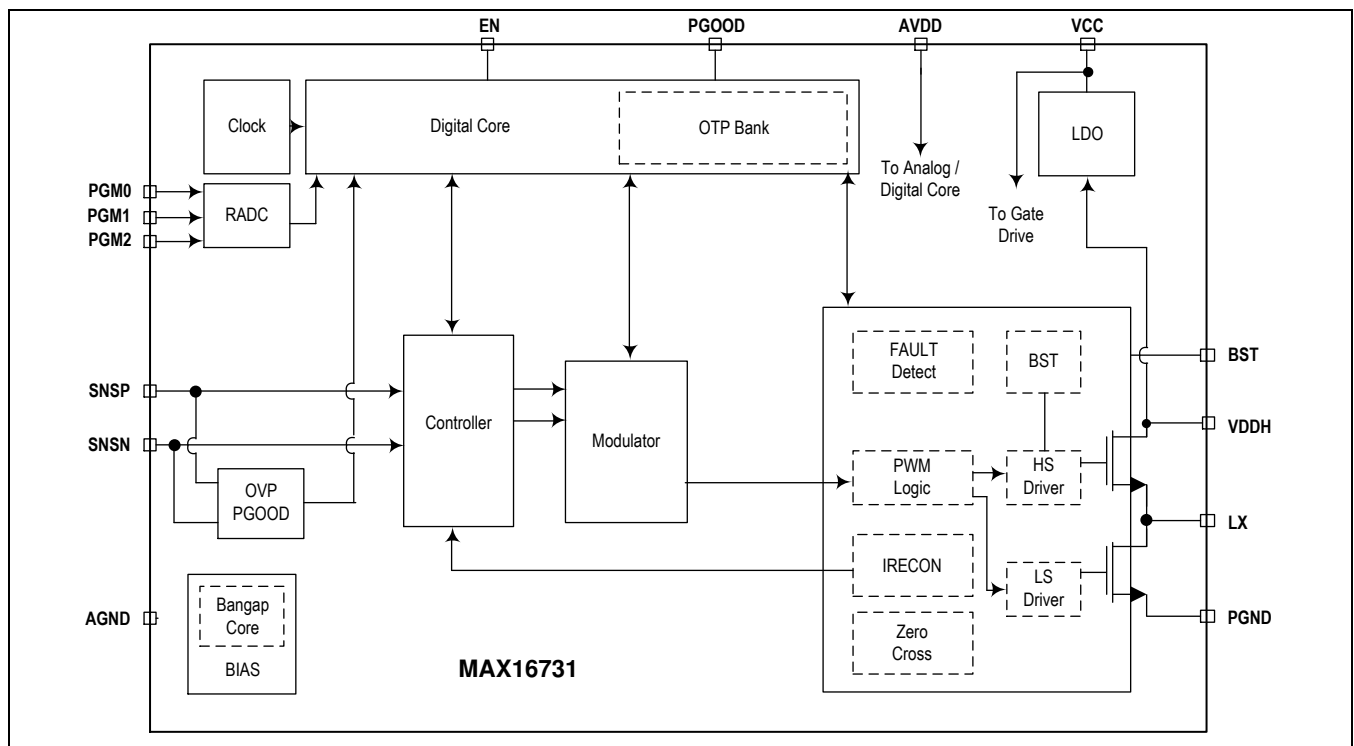 EN
PGOOD
AVDD
VCC
Clock
Digital Core
OTP Bank
LDO
To Analog /
Digital Core
To Gate
Drive
PGM0
PGM1
PGM2
RADC
SNSP
SNSN
OVP
PGOOD
Controller
Modulator
FAULT
Detect
BST
PWM
Logic
HS
Driver
IRECON
LS
Driver
Zero
Cross
BST
VDDH
LX
PGND
AGND
Bangap
Core
BIAS
MAX16731